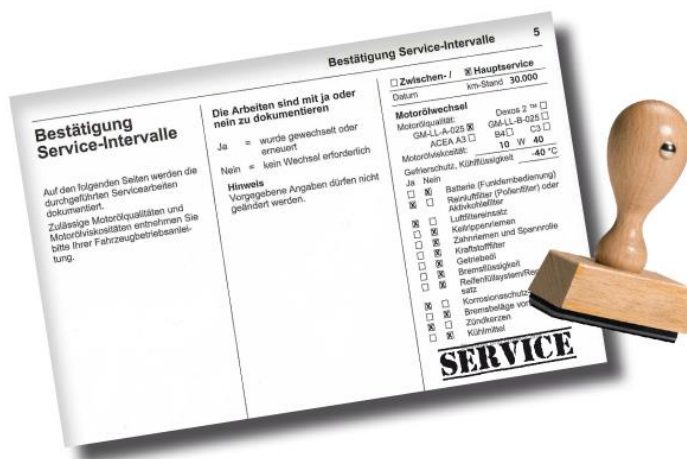 Bestätigung Service-Intervalle 5
Bestätigung
Service-Intervalle
Auf den folgenden Seiten werden die
durchgeführten Servicearbeiten
dokumentiert.
Zulässige Motorölqualitäten und
Motorölviskositäten entnehmen Sie
bitte Ihrer Fahrzeugbetriebsanlei-
tung.
Die Arbeiten sind mit ja oder
nein zu dokumentieren
Ja = wurde gewechselt oder
erneuert
Nein = kein Wechsel erforderlich
Hinweis
Vorgegebene Angaben dürfen nicht
geändert werden.
☐ Zwischen- / ☒ Hauptservice
Datum km-Stand 30.000
Motorölwechsel
Motorölqualität: Dexos 2 ™ ☐
GM-LL-A-025 ☒ GM-LL-B-025 ☐
ACEA A3 ☐ B4 ☐ C3 ☐
Motorölviskosität: 10 W 40
Gefrierschutz, Kühlflüssigkeit -40 °C
Ja Nein
☐ ☒ Batterie (Funkfernbedienung)
☒ ☐ Reinluftfilter (Pollenfilter) oder
Aktivkohlefilter
☒ ☐ Luftfiltereinsatz
☐ ☒ Keilrippenriemen
☐ ☒ Zahnriemen und Spannrolle
☐ ☒ Kraftstofffilter
☐ ☒ Getriebeöl
☐ ☒ Bremsflüssigkeit
☐ ☒ Reifenfüllsystem/Re
satz
☒ ☐ Korrosionsschutz
☐ ☒ Bremsbeläge vor
☒ ☐ Zündkerzen
☐ ☒ Kühlmittel
SERVICE